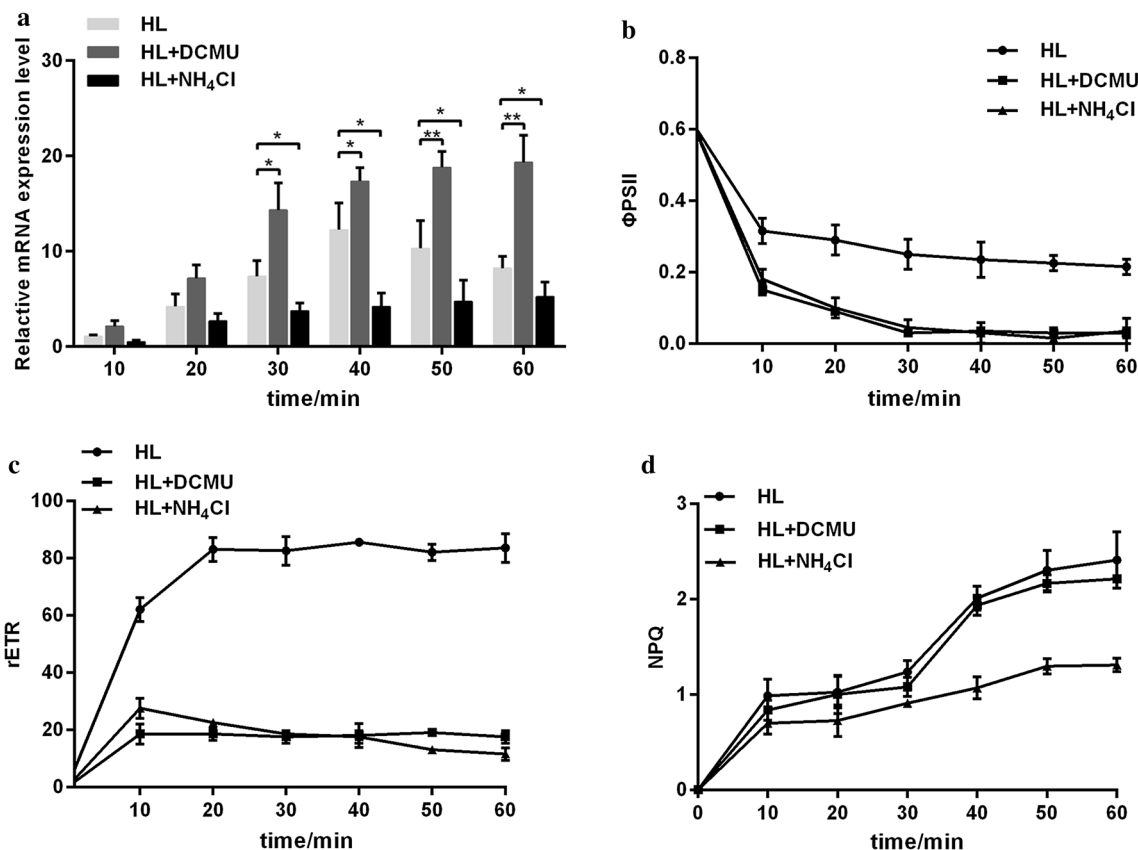 a
HL
HL+DCMU
HL+NH₄Cl
Relactive mRNA expression level
30
20
10
0
* * * * * ** * **
10 20 30 40 50 60
time/min
b
HL
HL+DCMU
HL+NH₄Cl
ΦPSII
0.8
0.6
0.4
0.2
0.0
10 20 30 40 50 60
time/min
c
HL
HL+DCMU
HL+NH₄Cl
rETR
100
80
60
40
20
0
10 20 30 40 50 60
time/min
d
HL
HL+DCMU
HL+NH₄Cl
NPQ
3
2
1
0
0 10 20 30 40 50 60
time/min